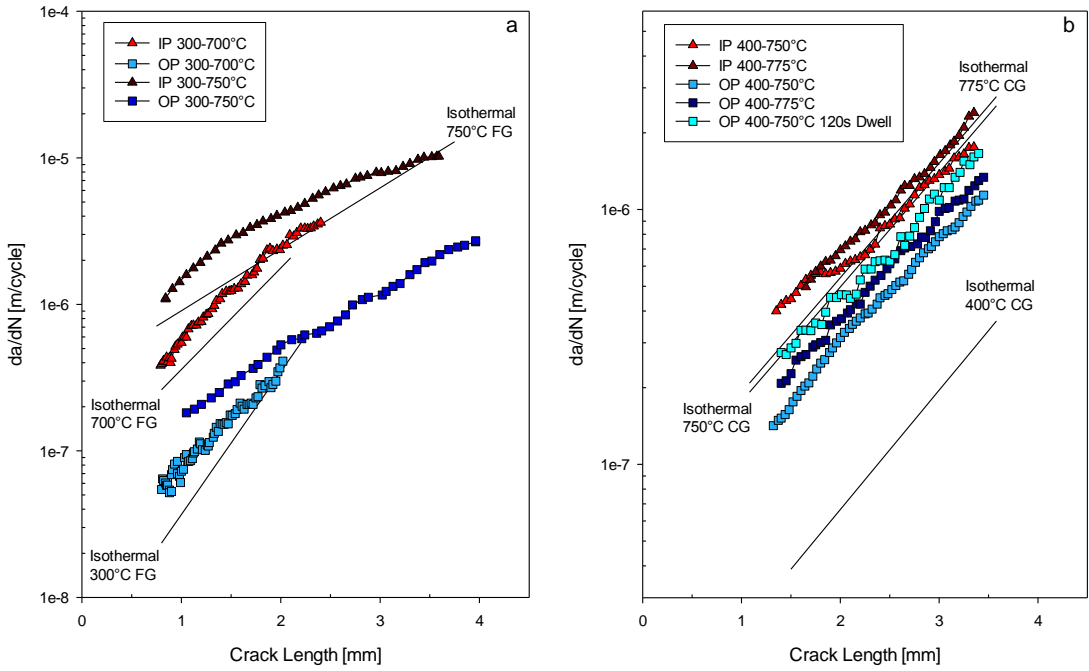 a
IP 300-700°C
OP 300-700°C
IP 300-750°C
OP 300-750°C
Isothermal
750°C FG
Isothermal
700°C FG
Isothermal
300°C FG
1e-4
1e-5
1e-6
1e-7
1e-8
da/dN [m/cycle]
0 1 2 3 4
Crack Length [mm]
b
IP 400-750°C
IP 400-775°C
OP 400-750°C
OP 400-775°C
OP 400-750°C 120s Dwell
Isothermal
775°C CG
Isothermal
750°C CG
Isothermal
400°C CG
1e-6
1e-7
da/dN [m/cycle]
0 1 2 3 4
Crack Length [mm]